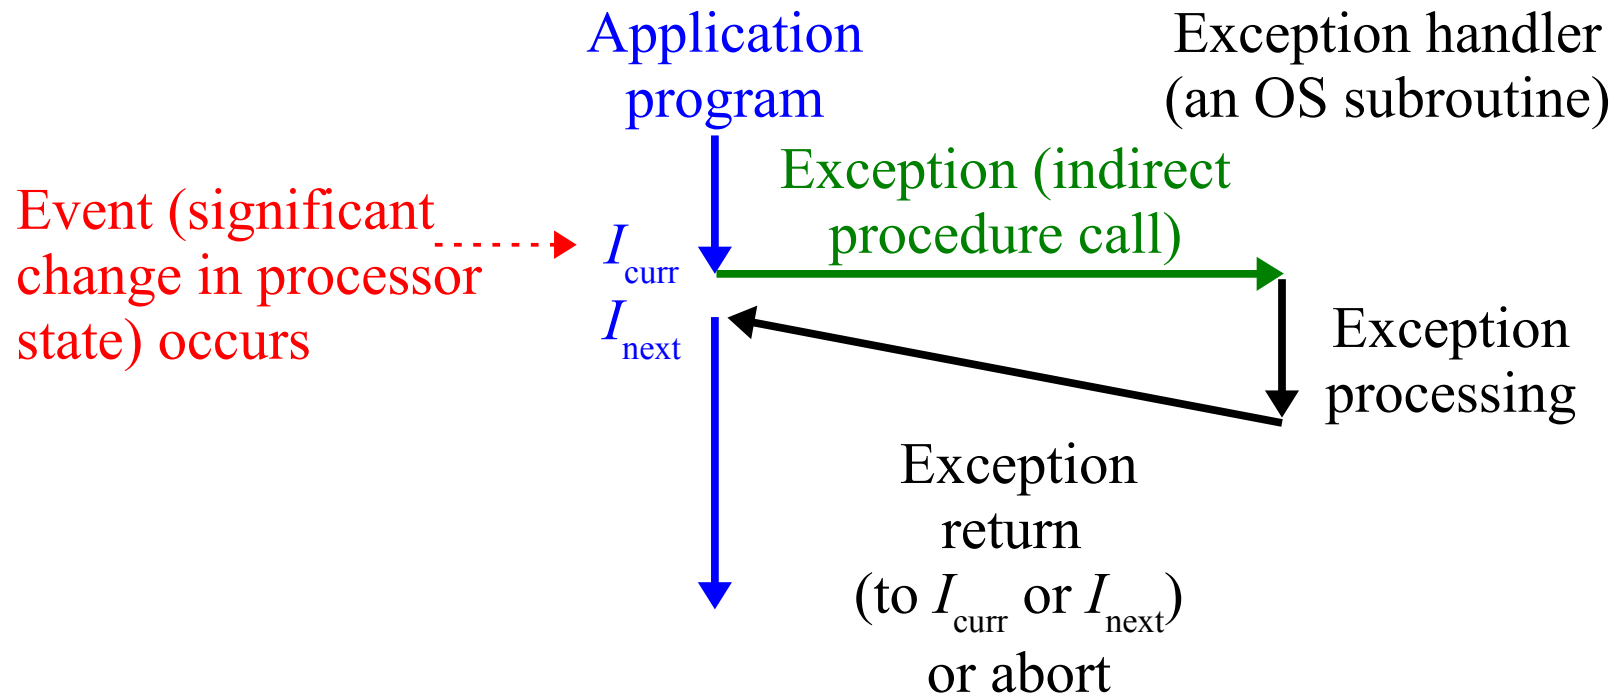 Application
program
Exception handler
(an OS subroutine)
Exception (indirect
procedure call)
Event (significant
change in processor
state) occurs
Icurr
Inext
Exception
processing
Exception
return
(to Icurr or Inext)
or abort